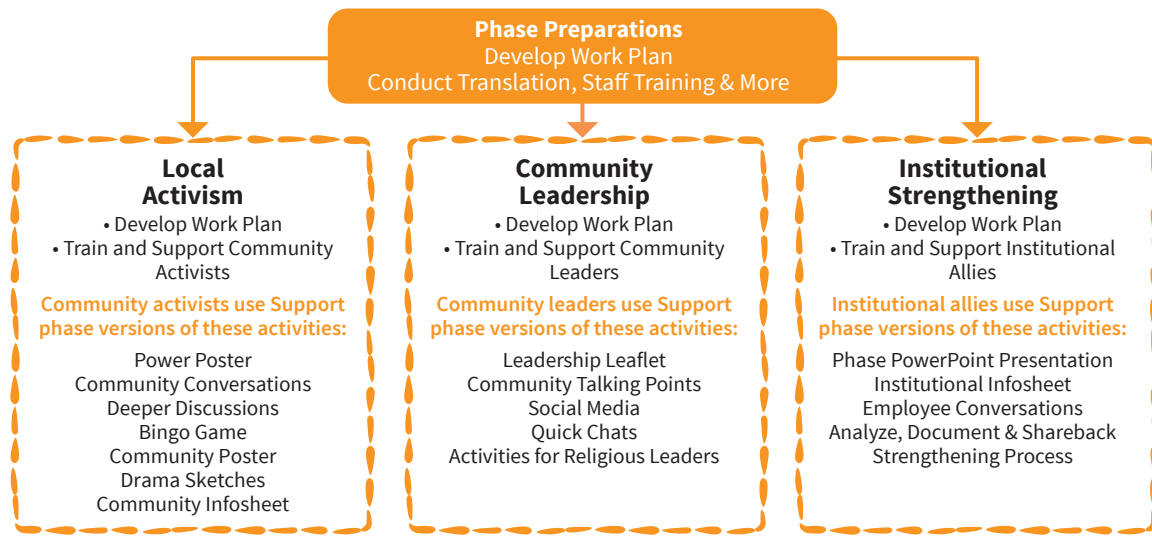 Phase Preparations
Develop Work Plan
Conduct Translation, Staff Training & More
Local
Activism
• Develop Work Plan
• Train and Support Community
Activists
Community activists use Support
phase versions of these activities:
Power Poster
Community Conversations
Deeper Discussions
Bingo Game
Community Poster
Drama Sketches
Community Infosheet
Community
Leadership
• Develop Work Plan
• Train and Support Community
Leaders
Community leaders use Support
phase versions of these activities:
Leadership Leaflet
Community Talking Points
Social Media
Quick Chats
Activities for Religious Leaders
Institutional
Strengthening
• Develop Work Plan
• Train and Support Institutional
Allies
Institutional allies use Support
phase versions of these activities:
Phase PowerPoint Presentation
Institutional Infosheet
Employee Conversations
Analyze, Document & Shareback
Strengthening Process